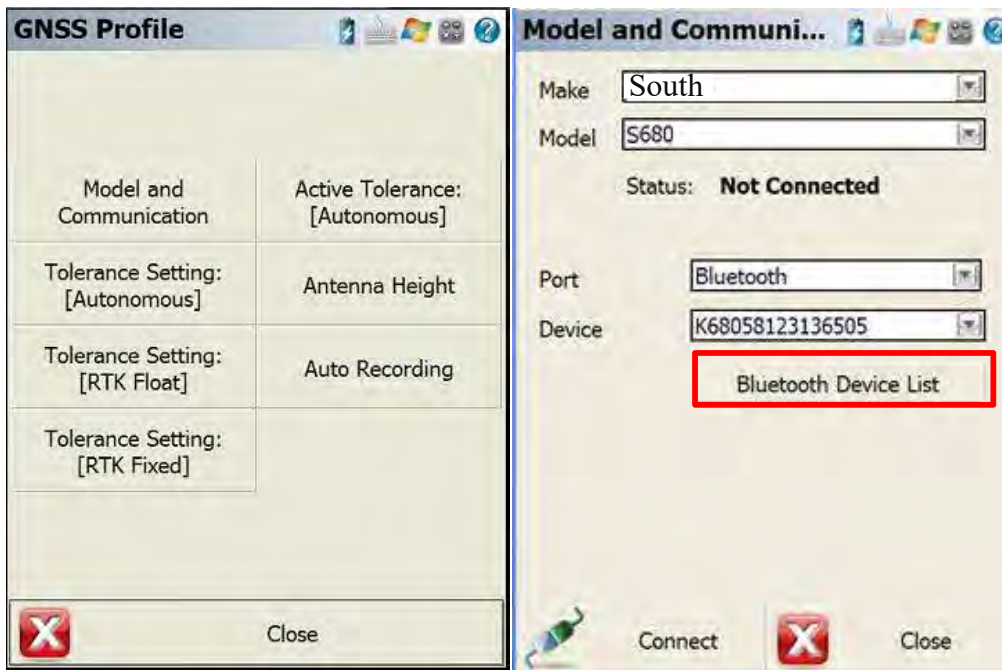 GNSS Profile
Model and
Communication
Active Tolerance:
[Autonomous]
Tolerance Setting:
[Autonomous]
Antenna Height
Tolerance Setting:
[RTK Float]
Auto Recording
Tolerance Setting:
[RTK Fixed]
Close
Model and Communi...
Make South
Model S680
Status: Not Connected
Port Bluetooth
Device K68058123136505
Bluetooth Device List
Connect Close